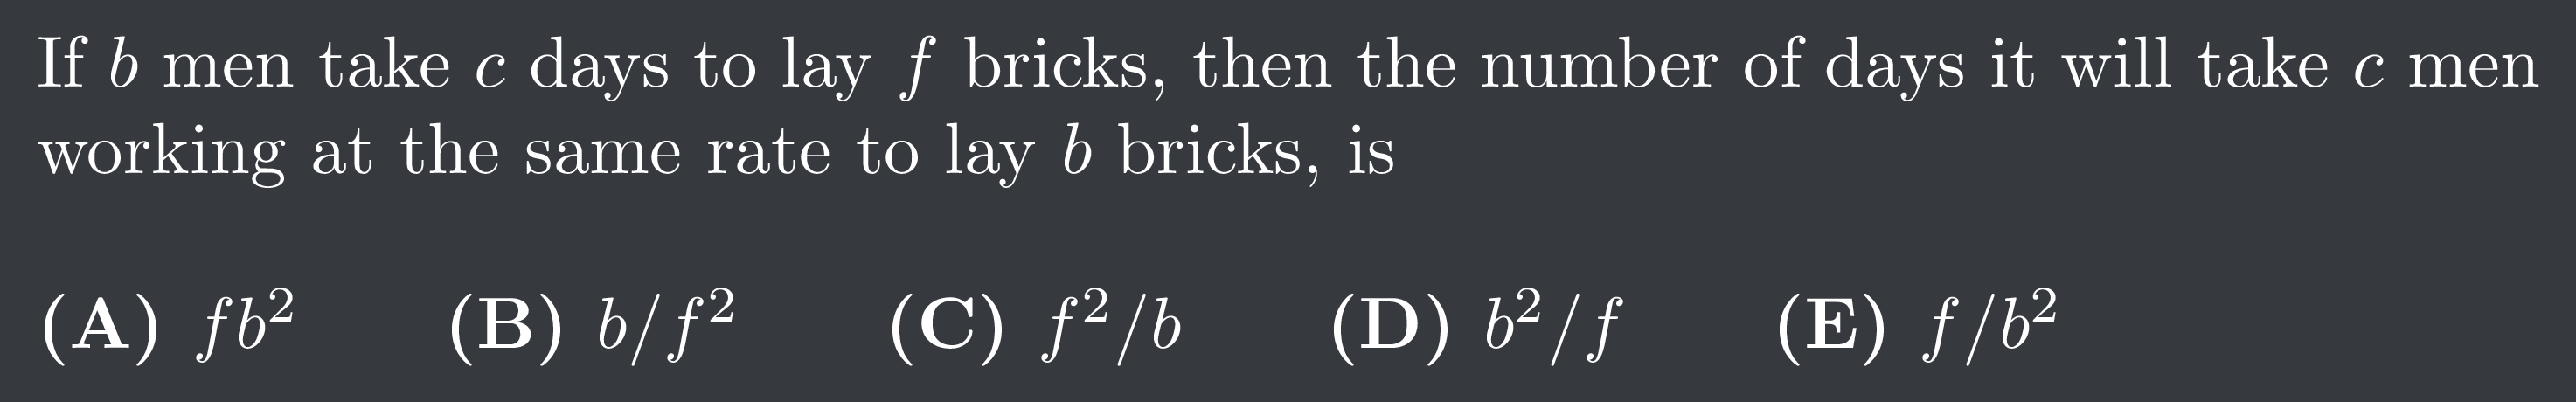 If b men take c days to lay f bricks, then the number of days it will take c men
working at the same rate to lay b bricks, is
(A) fb² (B) b/f² (C) f²/b (D) b²/f (E) f/b²